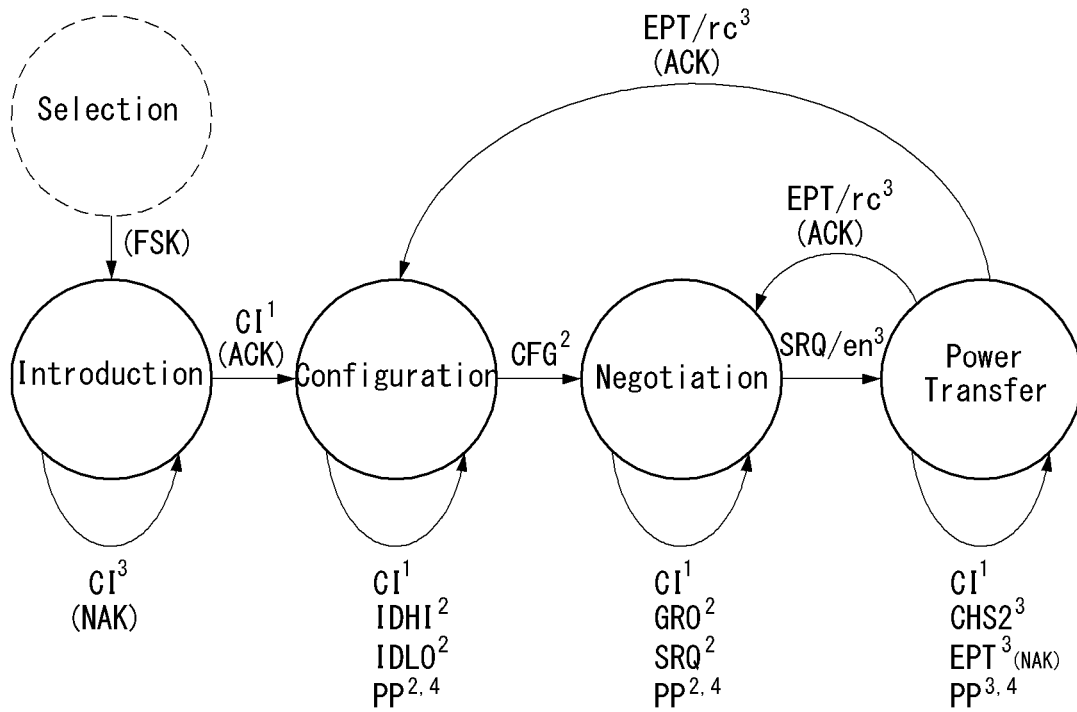 EPT/rc³
(ACK)
Selection
EPT/rc³
(ACK)
(FSK)
CI¹
(ACK)
CFG²
SRQ/en³
Introduction
Configuration
Negotiation
Power
Transfer
CI³
(NAK)
CI¹
IDHI²
IDLO²
PP²,⁴
CI¹
GRO²
SRQ²
PP²,⁴
CI¹
CHS2³
EPT³(NAK)
PP³,⁴